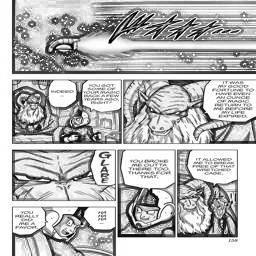 YOU GOT
SOME OF
YOUR MAGIC
BACK A FEW
YEARS AGO,
RIGHT?
INDEED
...
IT WAS
MY GOOD
FORTUNE TO
HAVE EVEN
AN OUNCE
OF MAGIC
RETURN TO
ME BEFORE
MY LIFE
EXPIRED.
GLARE
YOU BROKE
ME OUTTA
THERE TOO.
THANKS FOR
THAT.
IT ALLOWED
ME TO BREAK
FREE OF THAT
WRETCHED
CAGE.
YOU
REALLY
DID ME
A FAVOR.
HA
HA
HA